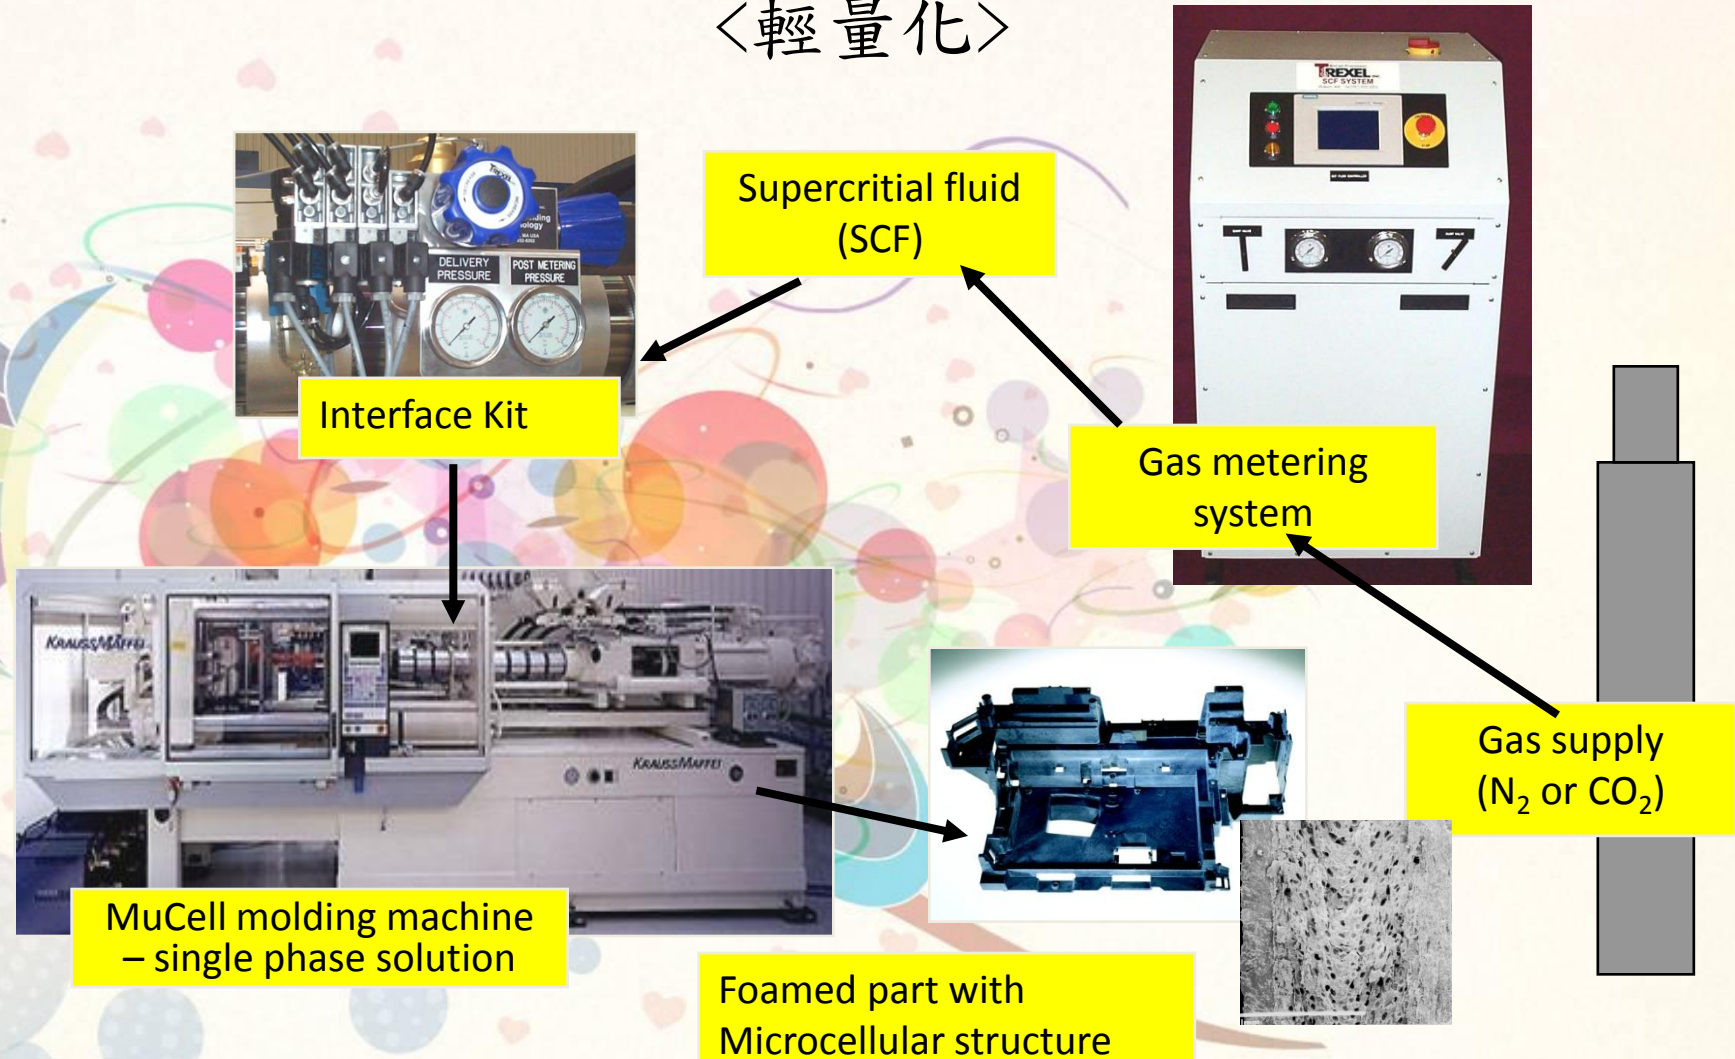 <輕量化>
TREXEL
SCF SYSTEM
Supercritial fluid
(SCF)
TREXEL
DELIVERY
PRESSURE
POST METERING
PRESSURE
Interface Kit
Gas metering
system
KRAUSSMAFFEI
KRAUSSMAFFEI
Gas supply
(N₂ or CO₂)
MuCell molding machine
– single phase solution
Foamed part with
Microcellular structure